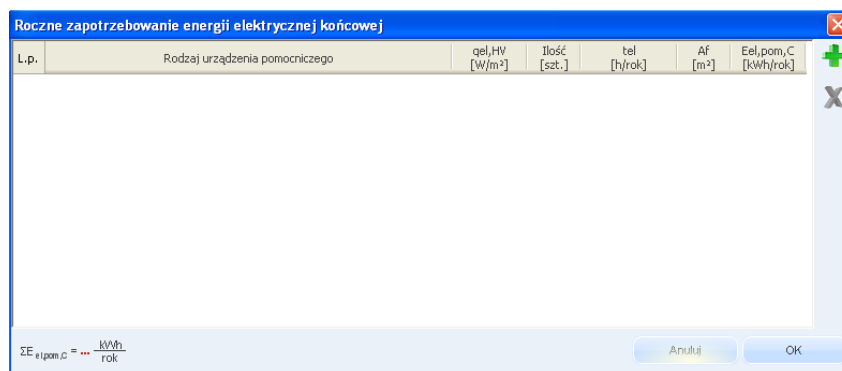 Roczne zapotrzebowanie energii elektrycznej końcowej
L.p. Rodzaj urządzenia pomocniczego qel,HV [W/m²] Ilość [szt.] tel [h/rok] Af [m²] Eel,pom,C [kWh/rok]
ΣE el,pom,C = ... kWh/rok
Anuluj OK